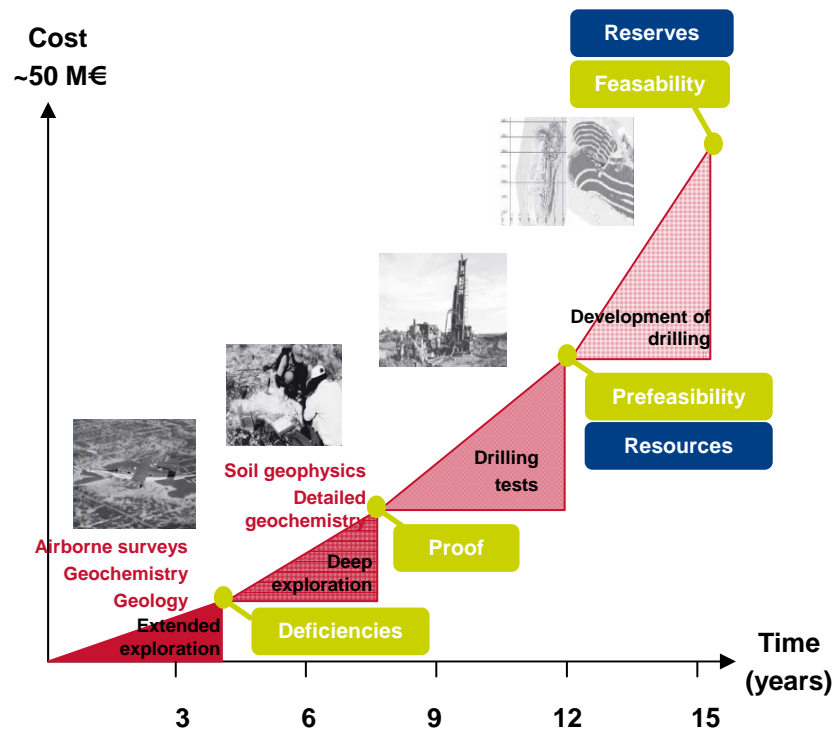 Cost
~50 M€
Reserves
Feasability
Development of
drilling
Prefeasibility
Resources
Drilling
tests
Soil geophysics
Detailed
geochemistry
Proof
Deep
exploration
Airborne surveys
Geochemistry
Geology
Extended
exploration
Deficiencies
Time
(years)
3
6
9
12
15